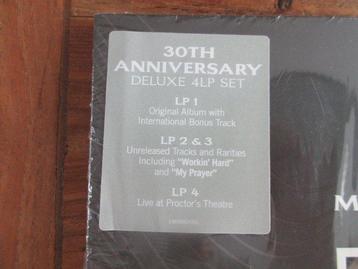 30TH
ANNIVERSARY
DELUXE 4LP SET
LP 1
Original Album with
International Bonus Track
LP 2 & 3
Unreleased Tracks and Rarities
Including "Workin' Hard"
and "My Prayer"
LP 4
Live at Proctor's Theatre
M